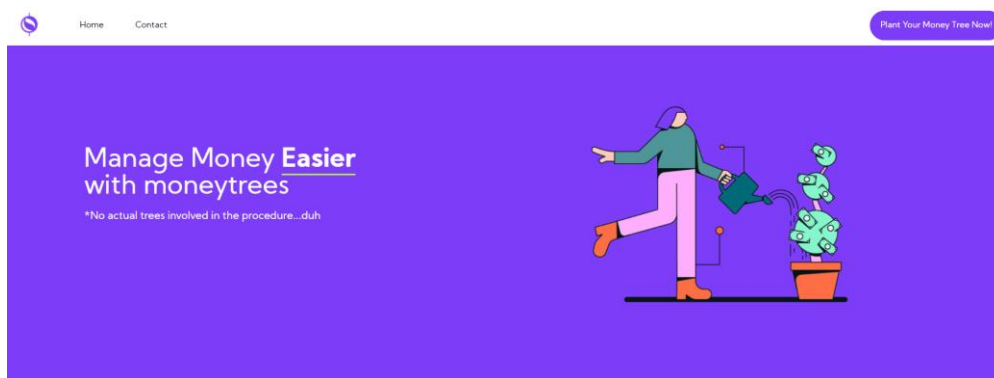 Home
Contact
Plant Your Money Tree Now!
Manage Money Easier
with moneytrees
*No actual trees involved in the procedure...duh